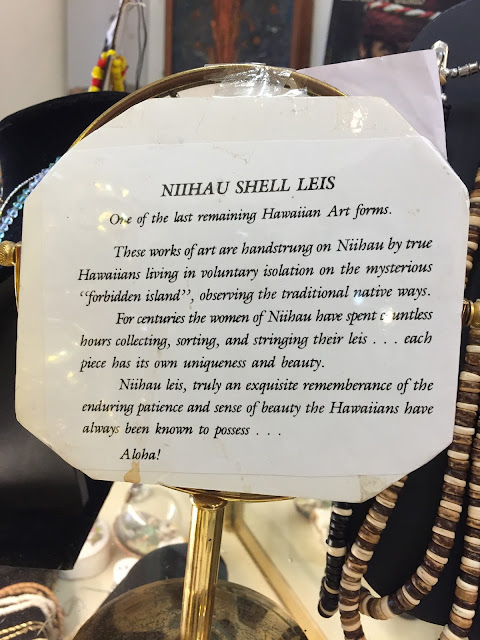 NIIHAU SHELL LEIS
One of the last remaining Hawaiian Art forms.
These works of art are handstrung on Niihau by true
Hawaiians living in voluntary isolation on the mysterious
“forbidden island”, observing the traditional native ways.
For centuries the women of Niihau have spent countless
hours collecting, sorting, and stringing their leis . . . each
piece has its own uniqueness and beauty.
Niihau leis, truly an exquisite rememberance of the
enduring patience and sense of beauty the Hawaiians have
always been known to possess . . .
Aloha!